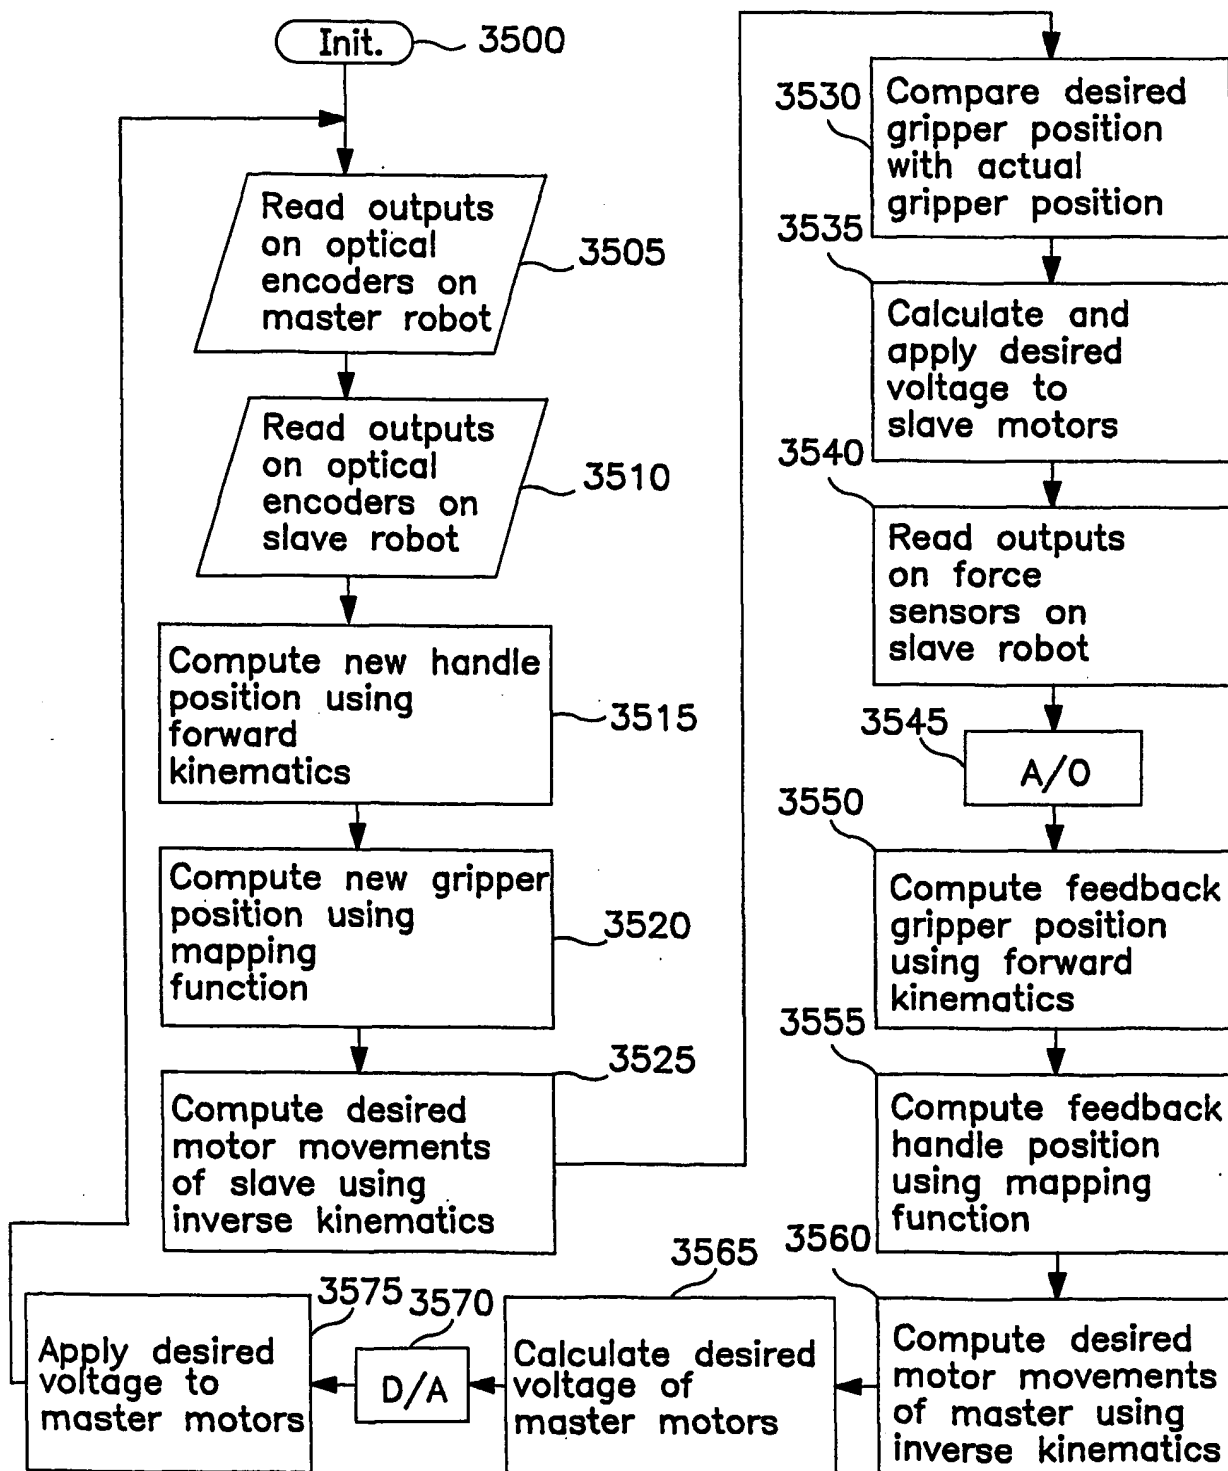 Init.
3500
Read outputs
on optical
encoders on
master robot
3505
Read outputs
on optical
encoders on
slave robot
3510
Compute new handle
position using
forward
kinematics
3515
Compute new gripper
position using
mapping
function
3520
3525
Compute desired
motor movements
of slave using
inverse kinematics
3530
Compare desired
gripper position
with actual
gripper position
3535
Calculate and
apply desired
voltage to
slave motors
3540
Read outputs
on force
sensors on
slave robot
3545
A/O
3550
Compute feedback
gripper position
using forward
kinematics
3555
Compute feedback
handle position
using mapping
function
3560
Compute desired
motor movements
of master using
inverse kinematics
3565
Calculate desired
voltage of
master motors
3570
D/A
3575
Apply desired
voltage to
master motors